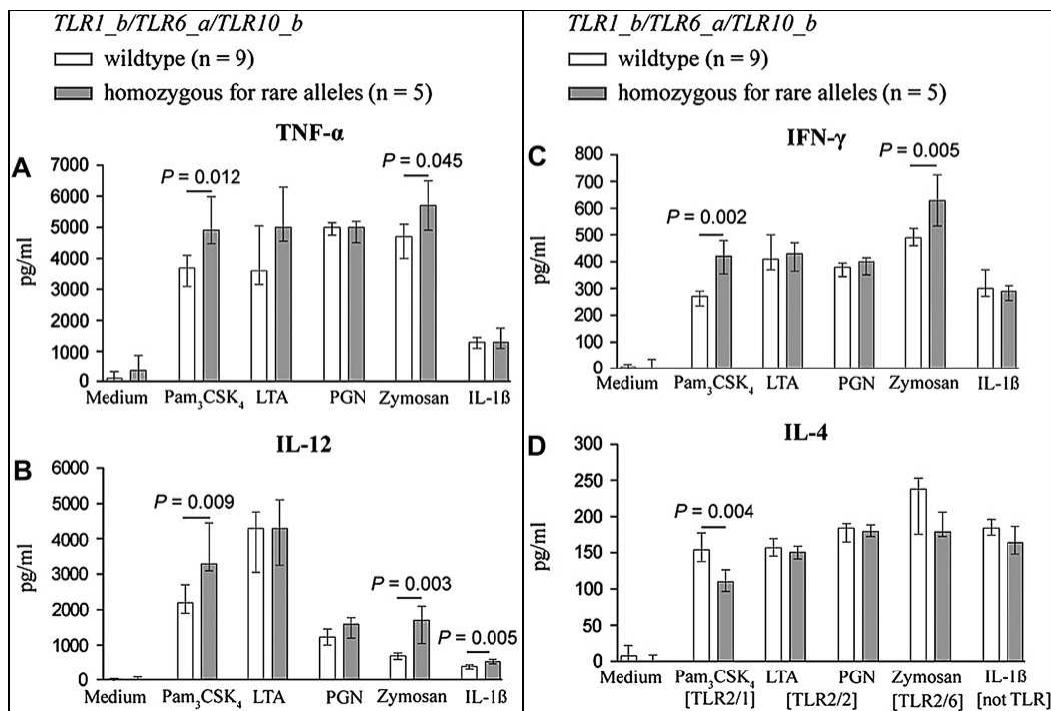 TLR1_b/TLR6_a/TLR10_b
wildtype (n = 9)
homozygous for rare alleles (n = 5)
TNF-α
A
7000
6000
5000
4000
3000
2000
1000
0
pg/ml
P = 0.012
P = 0.045
Medium Pam₃CSK₄ LTA PGN Zymosan IL-1ß
IL-12
B
6000
5000
4000
3000
2000
1000
0
pg/ml
P = 0.009
P = 0.003
P = 0.005
Medium Pam₃CSK₄ LTA PGN Zymosan IL-1ß
TLR1_b/TLR6_a/TLR10_b
wildtype (n = 9)
homozygous for rare alleles (n = 5)
IFN-γ
C
800
700
600
500
400
300
200
100
0
pg/ml
P = 0.002
P = 0.005
Medium Pam₃CSK₄ LTA PGN Zymosan IL-1ß
IL-4
D
300
250
200
150
100
50
0
pg/ml
P = 0.004
Medium Pam₃CSK₄ LTA PGN Zymosan IL-1ß
[TLR2/1] [TLR2/2] [TLR2/6] [not TLR]